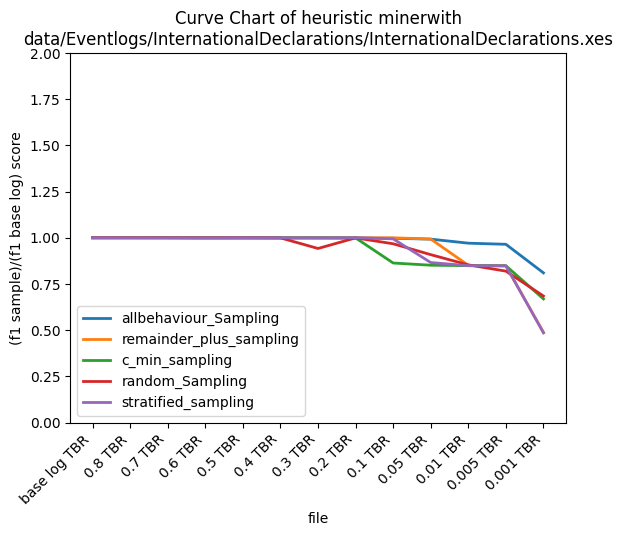 Curve Chart of heuristic minerwith
data/Eventlogs/InternationalDeclarations/InternationalDeclarations.xes
(f1 sample)/(f1 base log) score
2.00
1.75
1.50
1.25
1.00
0.75
0.50
0.25
0.00
allbehaviour_Sampling
remainder_plus_sampling
c_min_sampling
random_Sampling
stratified_sampling
base log TBR
0.8 TBR
0.7 TBR
0.6 TBR
0.5 TBR
0.4 TBR
0.3 TBR
0.2 TBR
0.1 TBR
0.05 TBR
0.01 TBR
0.005 TBR
0.001 TBR
file